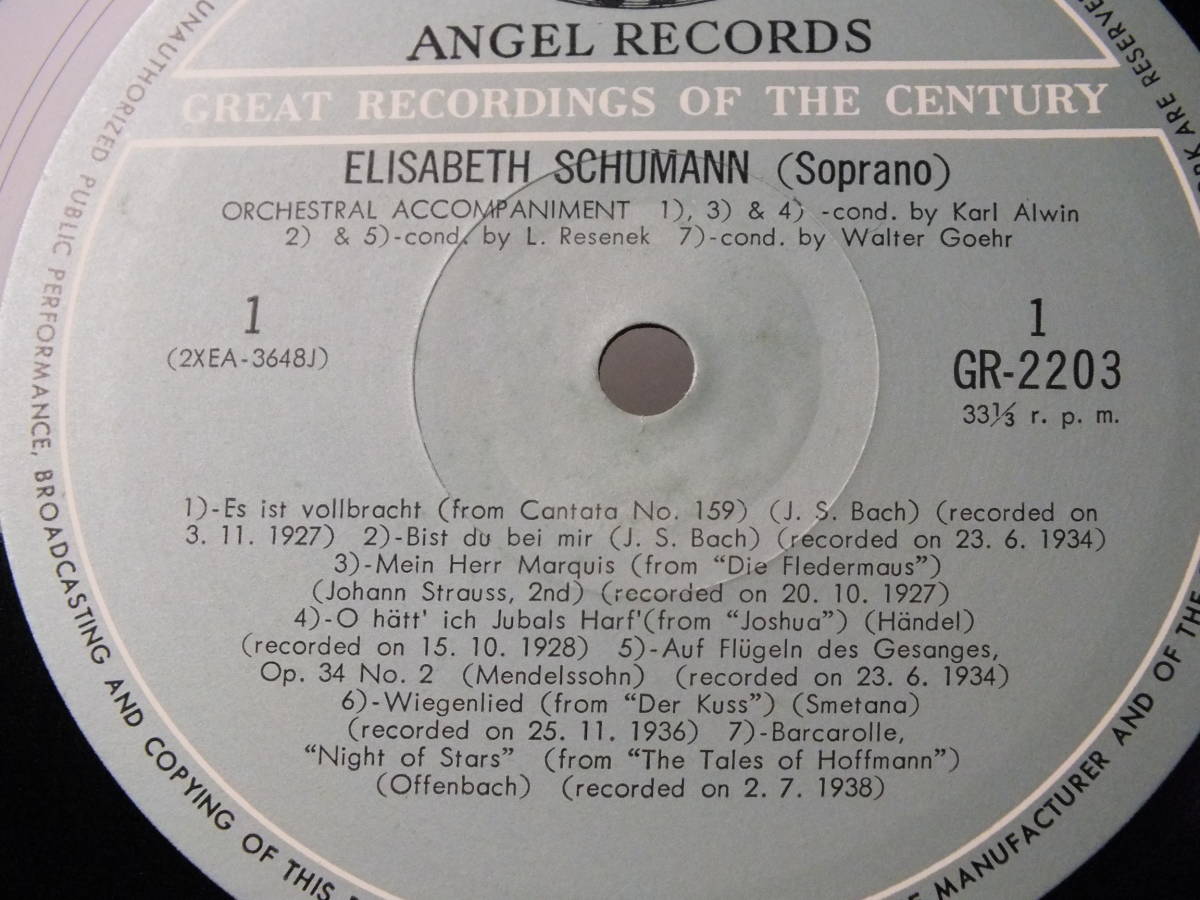 ANGEL RECORDS
GREAT RECORDINGS OF THE CENTURY
ELISABETH SCHUMANN (Soprano)
ORCHESTRAL ACCOMPANIMENT 1), 3) & 4) -cond. by Karl Alwin
2) & 5)-cond. by L. Resenek 7)-cond. by Walter Goehr
1
(2XEA-3648J)
1
GR-2203
33⅓ r. p. m.
1)-Es ist vollbracht (from Cantata No. 159) (J. S. Bach) (recorded on
3. 11. 1927) 2)-Bist du bei mir (J. S. Bach) (recorded on 23. 6. 1934)
3)-Mein Herr Marquis (from “Die Fledermaus”)
(Johann Strauss, 2nd) (recorded on 20. 10. 1927)
4)-O hätt' ich Jubals Harf'(from “Joshua”) (Händel)
(recorded on 15. 10. 1928) 5)-Auf Flügeln des Gesanges,
Op. 34 No. 2 (Mendelssohn) (recorded on 23. 6. 1934)
6)-Wiegenlied (from “Der Kuss”) (Smetana)
(recorded on 25. 11. 1936) 7)-Barcarolle,
“Night of Stars” (from “The Tales of Hoffmann”)
(Offenbach) (recorded on 2. 7. 1938)
MANUFACTURER AND OF THE
ARE RESERVED
UNAUTHORIZED PUBLIC PERFORMANCE, BROADCASTING AND COPYING OF THIS